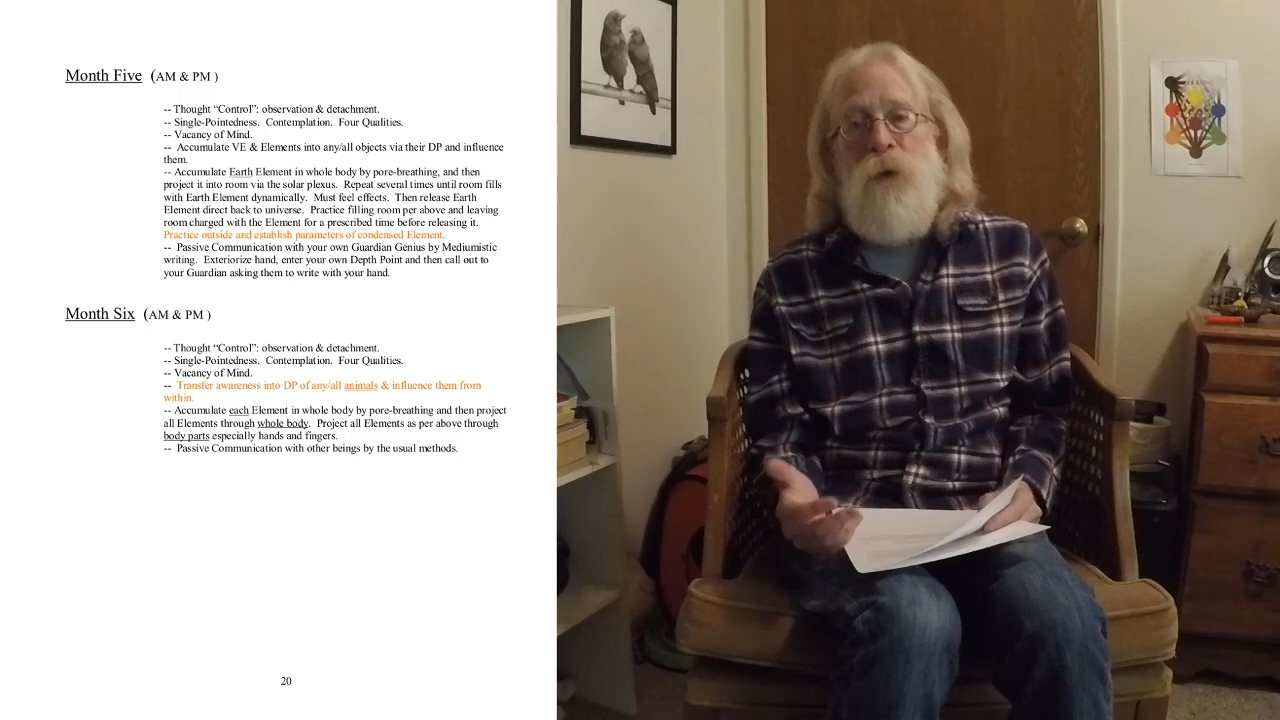 Month Five (AM & PM )
-- Thought “Control”: observation & detachment.
-- Single-Pointedness. Contemplation. Four Qualities.
-- Vacancy of Mind.
-- Accumulate VE & Elements into any/all objects via their DP and influence
them.
-- Accumulate Earth Element in whole body by pore-breathing, and then
project it into room via the solar plexus. Repeat several times until room fills
with Earth Element dynamically. Must feel effects. Then release Earth
Element direct back to universe. Practice filling room per above and leaving
room charged with the Element for a prescribed time before releasing it.
Practice outside and establish parameters of condensed Element.
-- Passive Communication with your own Guardian Genius by Mediumistic
writing. Exteriorize hand, enter your own Depth Point and then call out to
your Guardian asking them to write with your hand.
Month Six (AM & PM )
-- Thought “Control”: observation & detachment.
-- Single-Pointedness. Contemplation. Four Qualities.
-- Vacancy of Mind.
-- Transfer awareness into DP of any/all animals & influence them from
within.
-- Accumulate each Element in whole body by pore-breathing and then project
all Elements through whole body. Project all Elements as per above through
body parts especially hands and fingers.
-- Passive Communication with other beings by the usual methods.
20